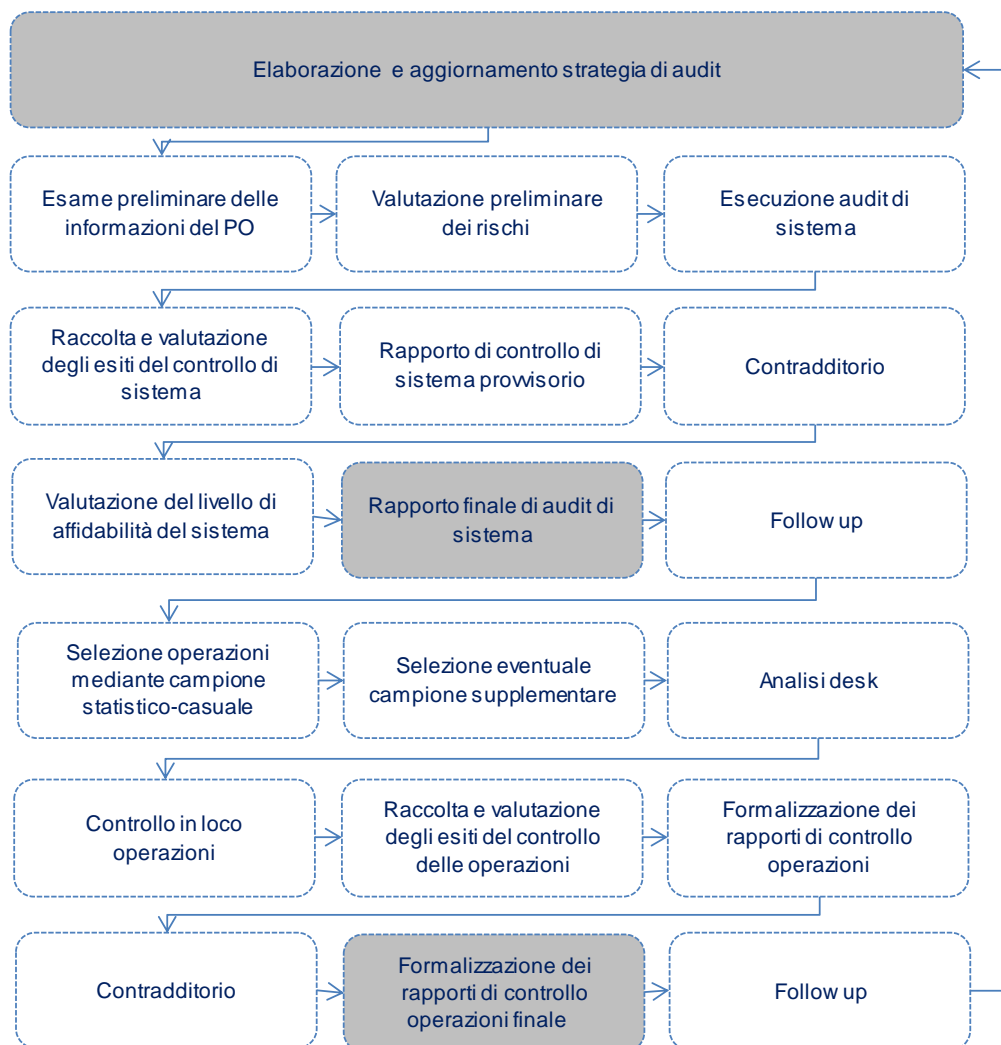 Elaborazione e aggiornamento strategia di audit
Esame preliminare delle
informazioni del PO
Valutazione preliminare
dei rischi
Esecuzione audit di
sistema
Raccolta e valutazione
degli esiti del controllo di
sistema
Rapporto di controllo di
sistema provvisorio
Contradditorio
Valutazione del livello di
affidabilità del sistema
Rapporto finale di audit di
sistema
Follow up
Selezione operazioni
mediante campione
statistico-casuale
Selezione eventuale
campione supplementare
Analisi desk
Controllo in loco
operazioni
Raccolta e valutazione
degli esiti del controllo
delle operazioni
Formalizzazione dei
rapporti di controllo
operazioni
Contradditorio
Formalizzazione dei
rapporti di controllo
operazioni finale
Follow up